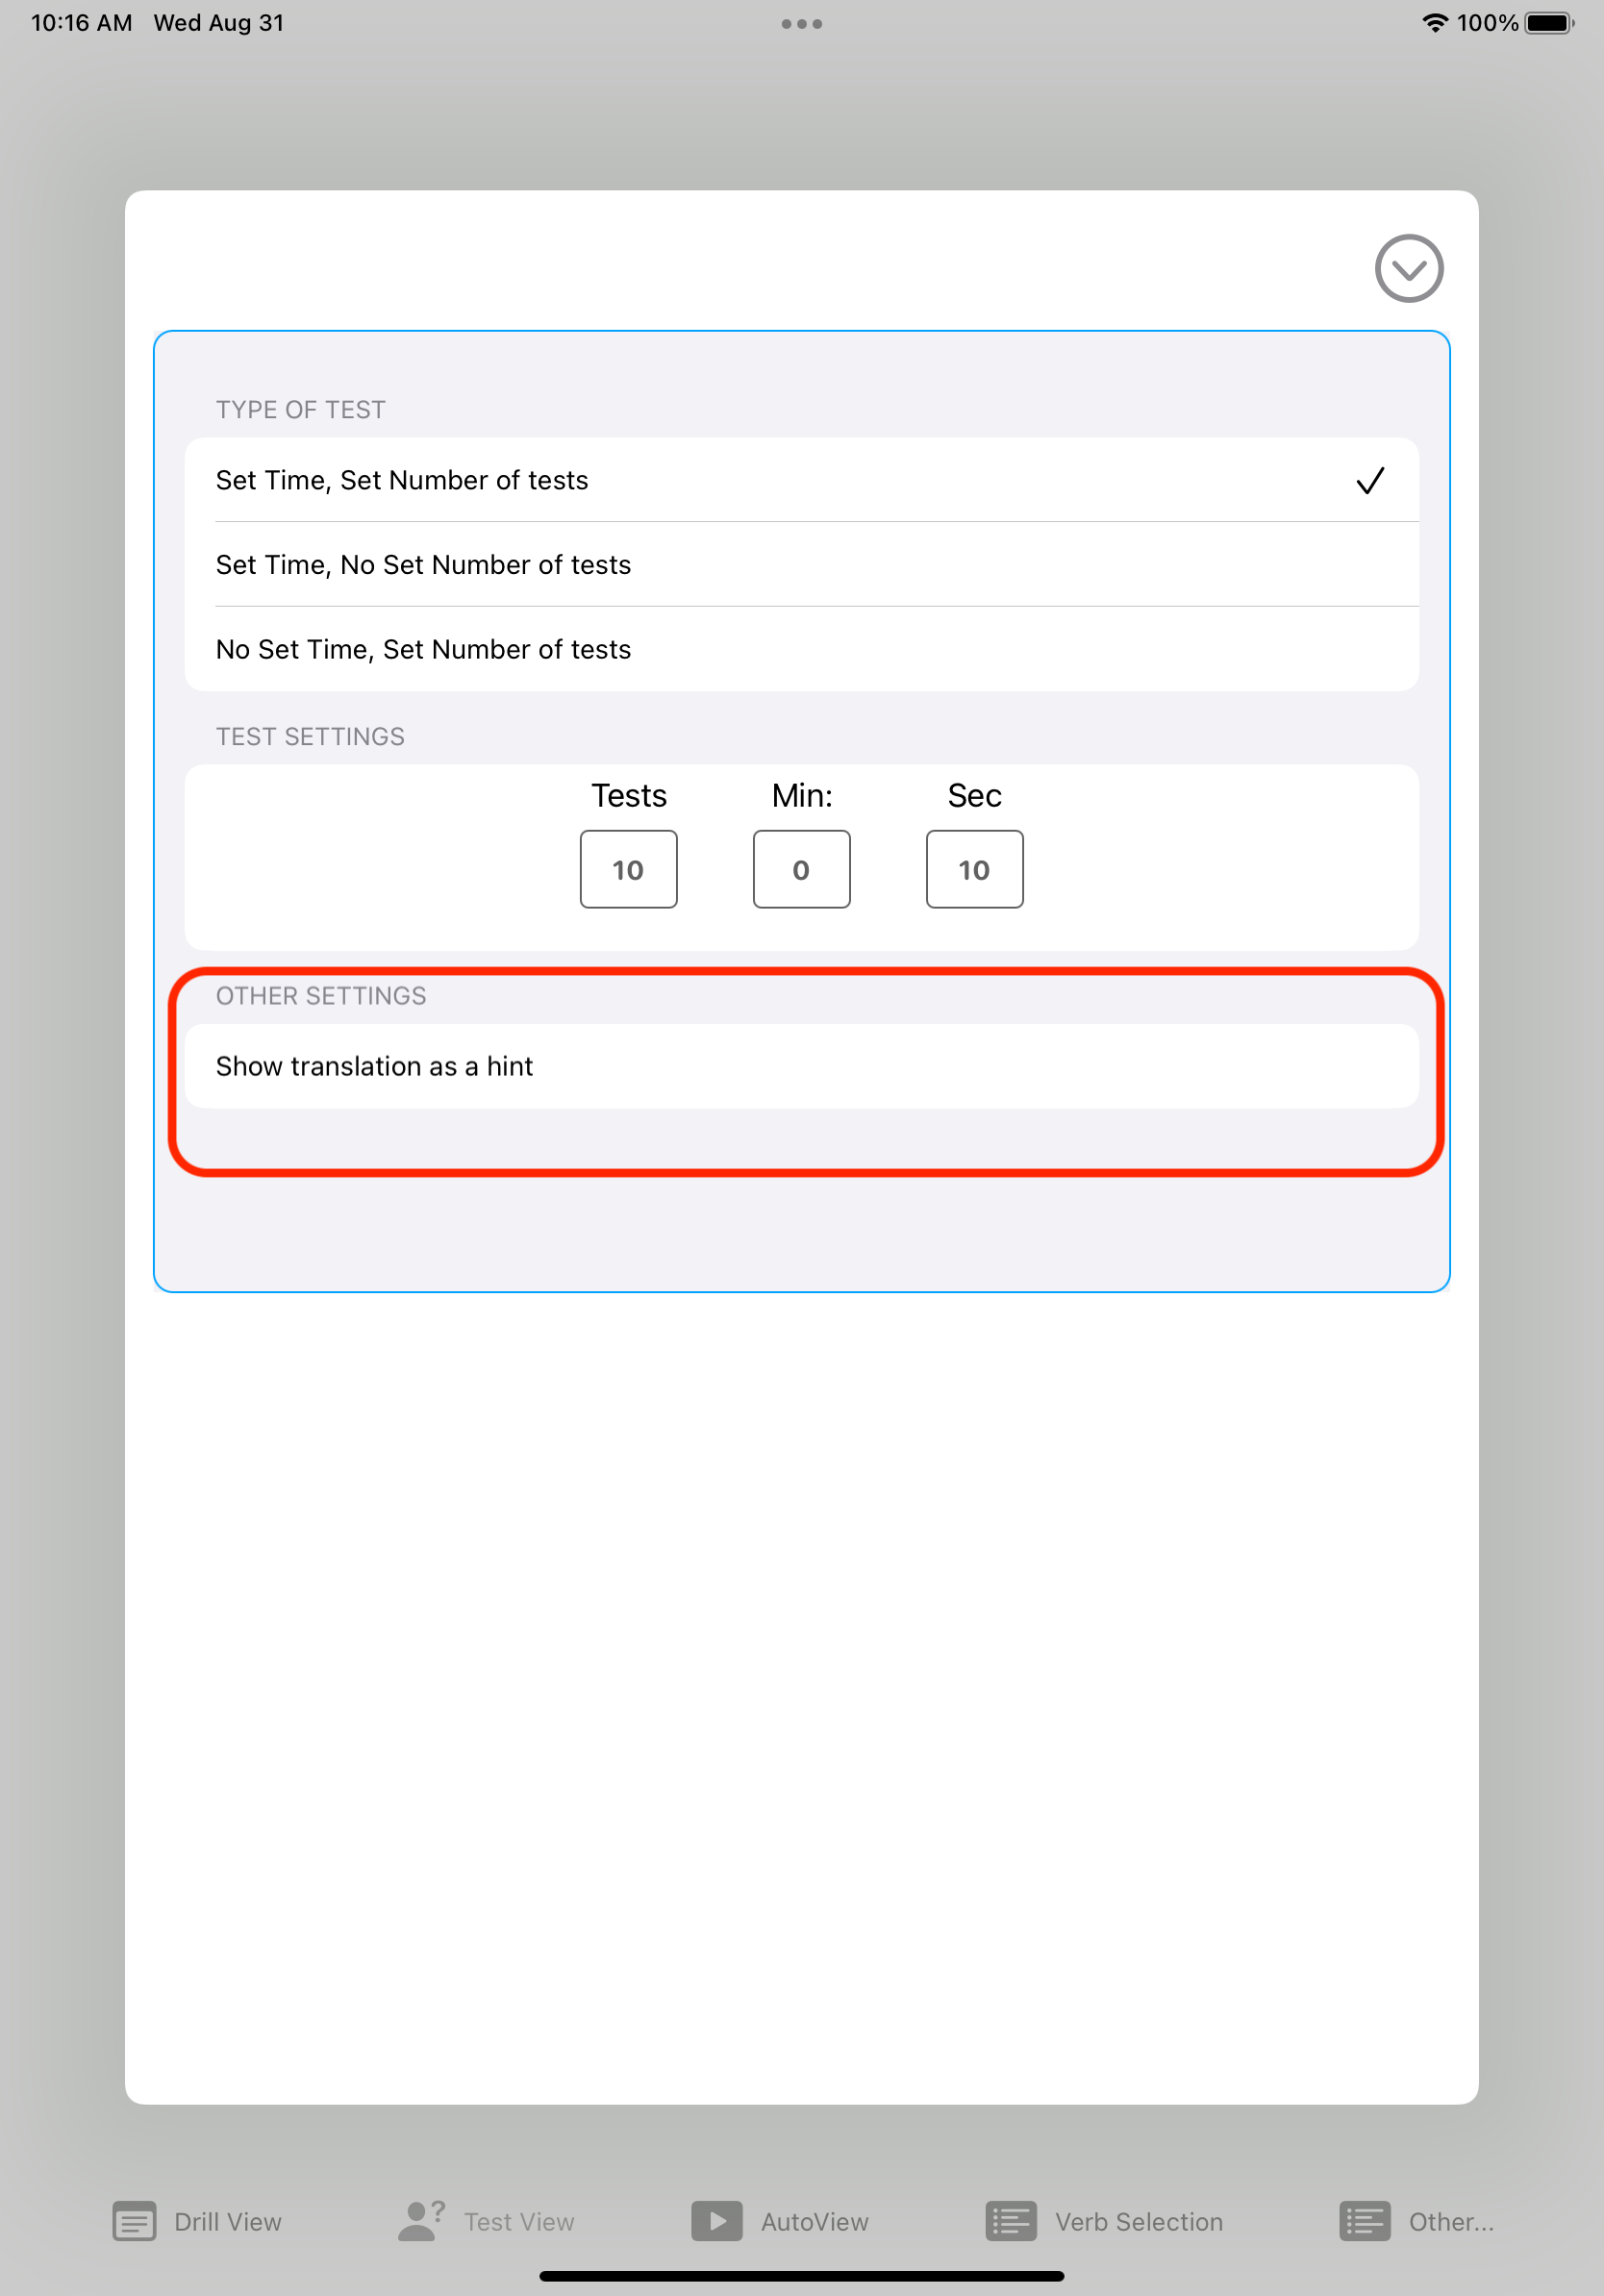 10:16 AM Wed Aug 31 100%
TYPE OF TEST
Set Time, Set Number of tests
Set Time, No Set Number of tests
No Set Time, Set Number of tests
TEST SETTINGS
Tests Min: Sec
10 0 10
OTHER SETTINGS
Show translation as a hint
Drill View ? Test View AutoView Verb Selection Other...